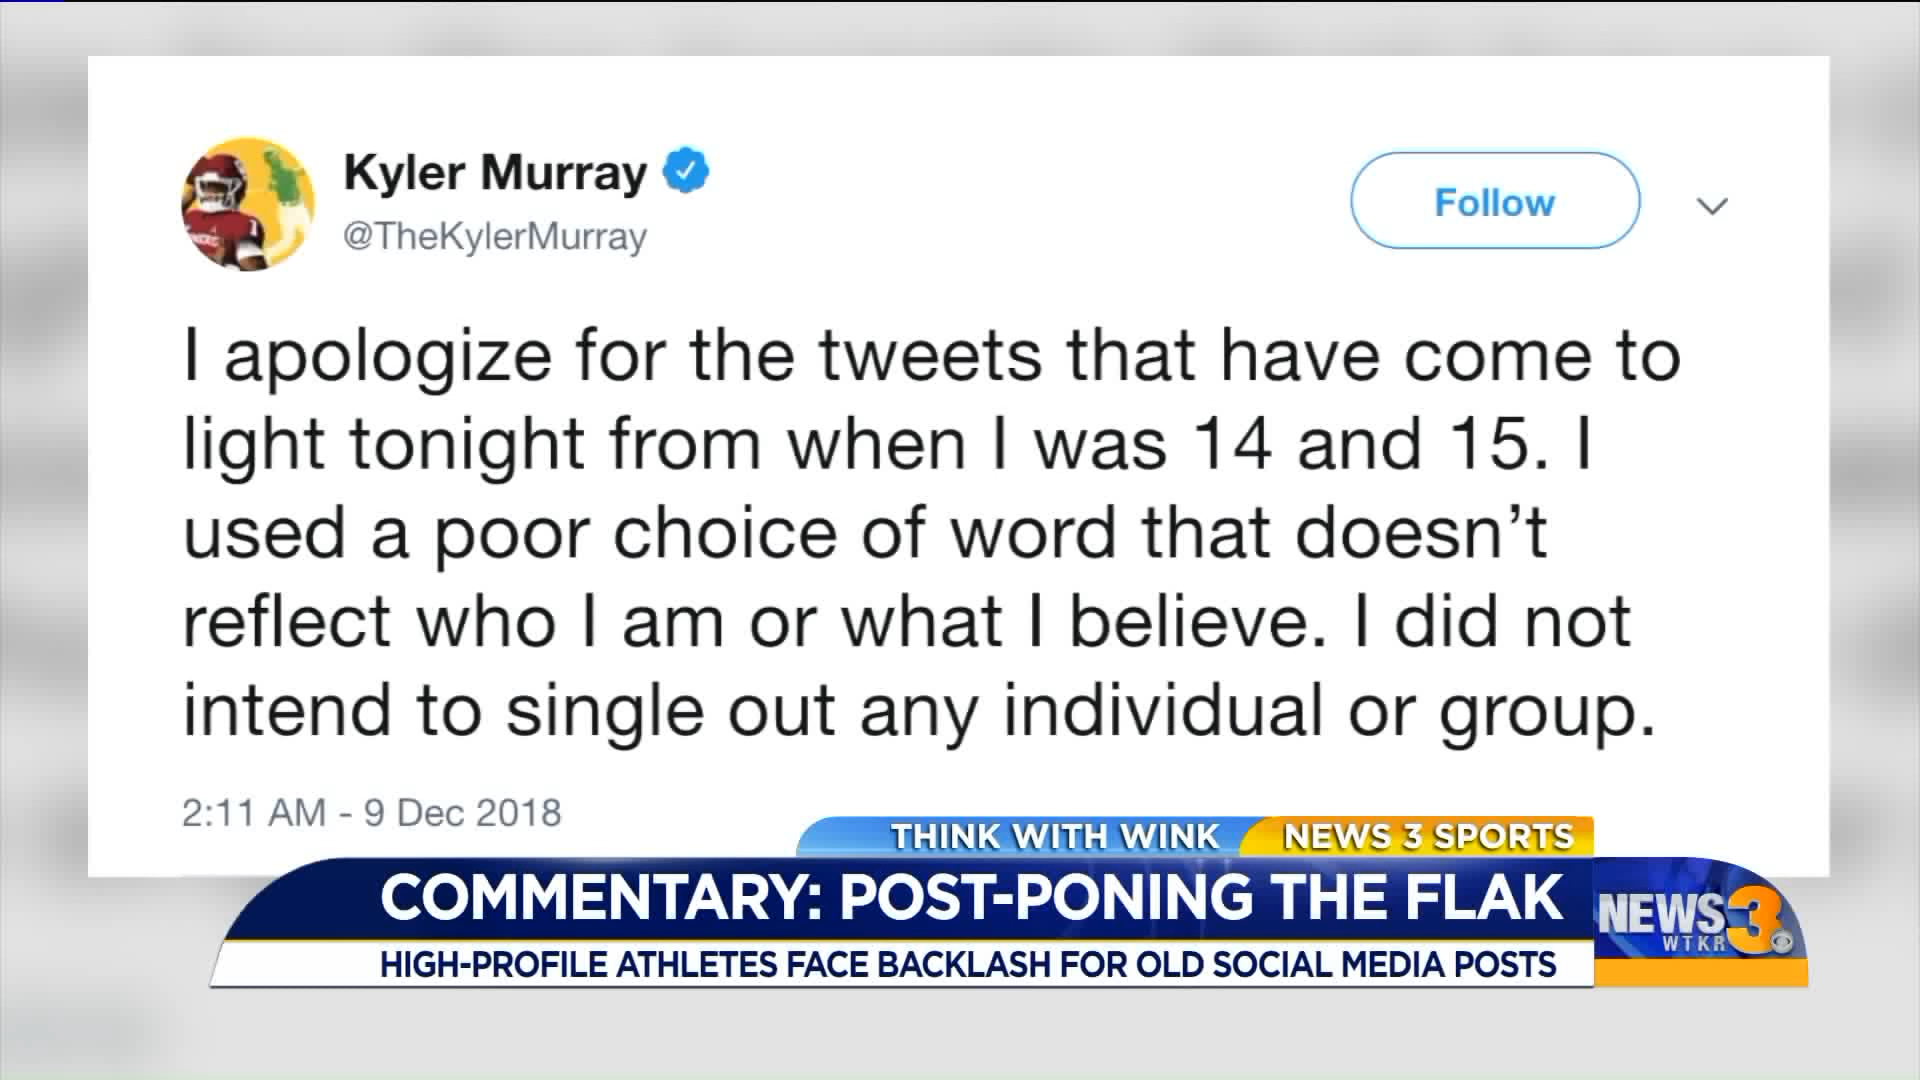 Kyler Murray
@TheKylerMurray
Follow
I apologize for the tweets that have come to
light tonight from when I was 14 and 15. I
used a poor choice of word that doesn’t
reflect who I am or what I believe. I did not
intend to single out any individual or group.
2:11 AM - 9 Dec 2018
THINK WITH WINK
NEWS 3 SPORTS
COMMENTARY: POST-PONING THE FLAK
HIGH-PROFILE ATHLETES FACE BACKLASH FOR OLD SOCIAL MEDIA POSTS
NEWS 3
WTKR